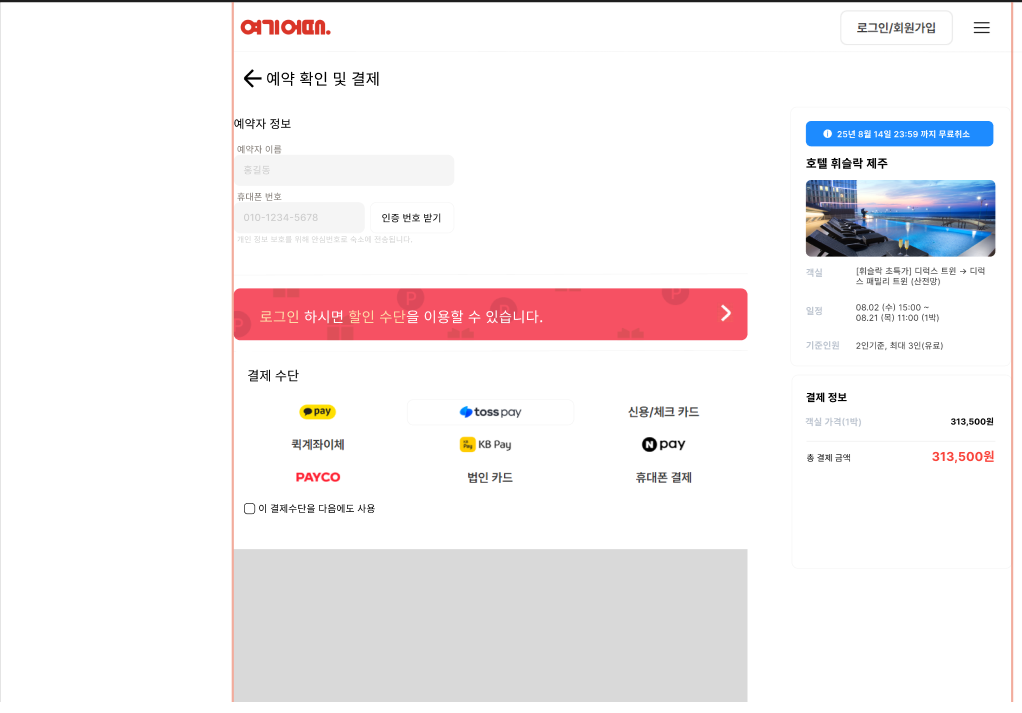 여기어때.
로그인/회원가입
예약 확인 및 결제
예약자 정보
예약자 이름
홍길동
휴대폰 번호
010-1234-5678
인증 번호 받기
개인 정보 보호를 위해 안심번호로 숙소에 전송됩니다.
로그인 하시면 할인 수단을 이용할 수 있습니다.
결제 수단
pay
toss pay
신용/체크 카드
퀵계좌이체
KB Pay
N pay
PAYCO
법인 카드
휴대폰 결제
이 결제수단을 다음에도 사용
25년 8월 14일 23:59 까지 무료취소
호텔 휘슬락 제주
객실
[휘슬락 초특가] 디럭스 트윈 → 디럭
스 패밀리 트윈 (산전망)
일정
08.02 (수) 15:00 ~
08.21 (목) 11:00 (1박)
기준인원
2인기준, 최대 3인(유료)
결제 정보
객실 가격(1박)
313,500원
총 결제 금액
313,500원